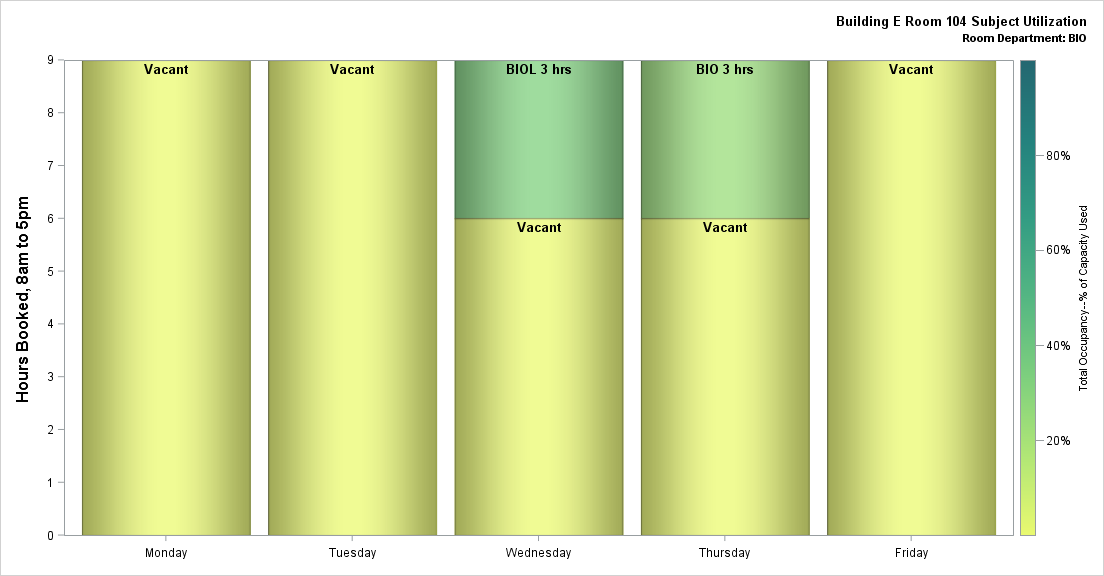 Building E Room 104 Subject Utilization
Room Department: BIO
Hours Booked, 8am to 5pm
9
8
7
6
5
4
3
2
1
0
Vacant
Vacant
BIOL 3 hrs
BIO 3 hrs
Vacant
Vacant
Vacant
Monday
Tuesday
Wednesday
Thursday
Friday
80%
60%
40%
20%
Total Occupancy--% of Capacity Used